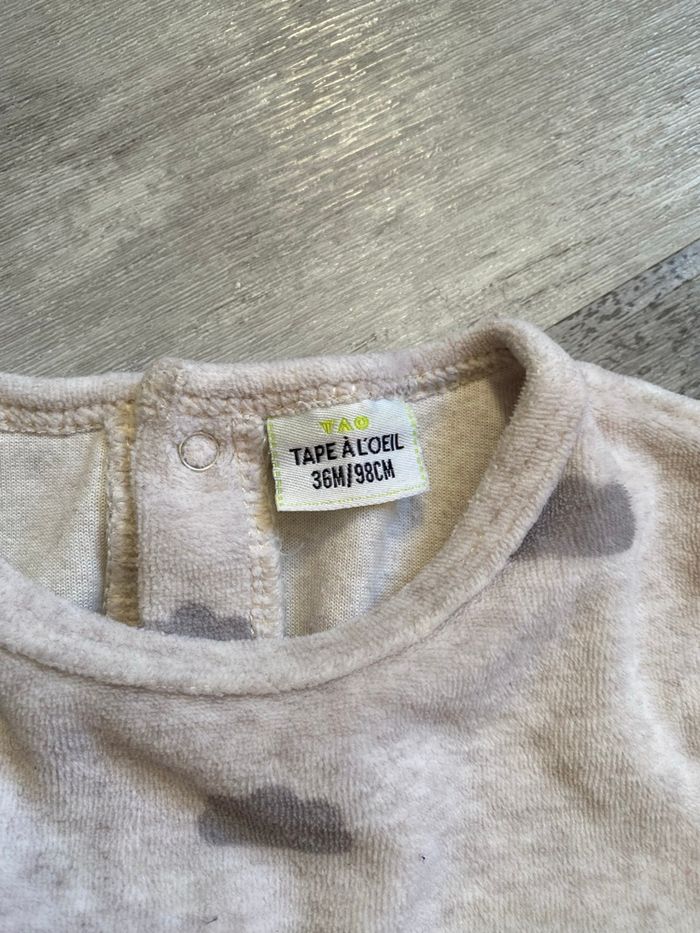 TAO
TAPE À L'OEIL
36M/98CM